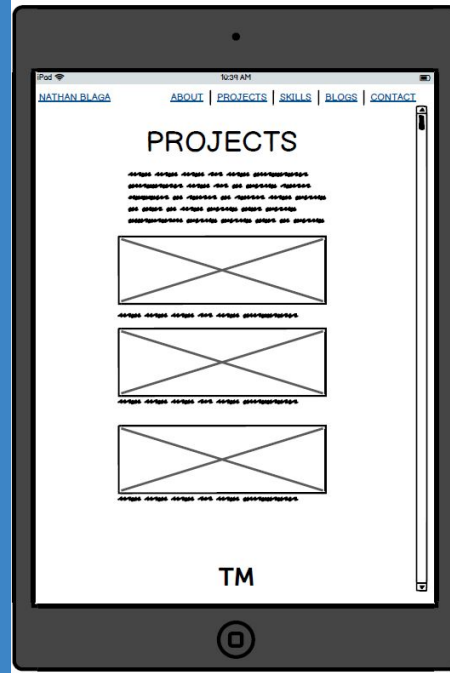 iPad 10:39 AM
NATHAN BLAGA ABOUT | PROJECTS | SKILLS | BLOGS | CONTACT
PROJECTS
TM